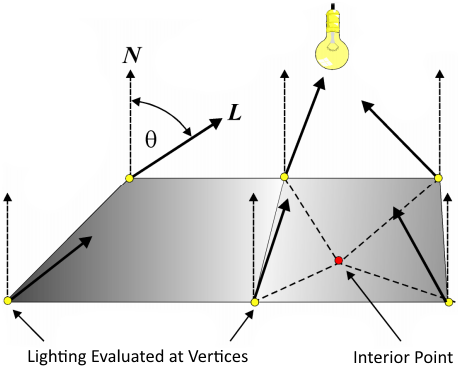 N
L
θ
Lighting Evaluated at Vertices
Interior Point